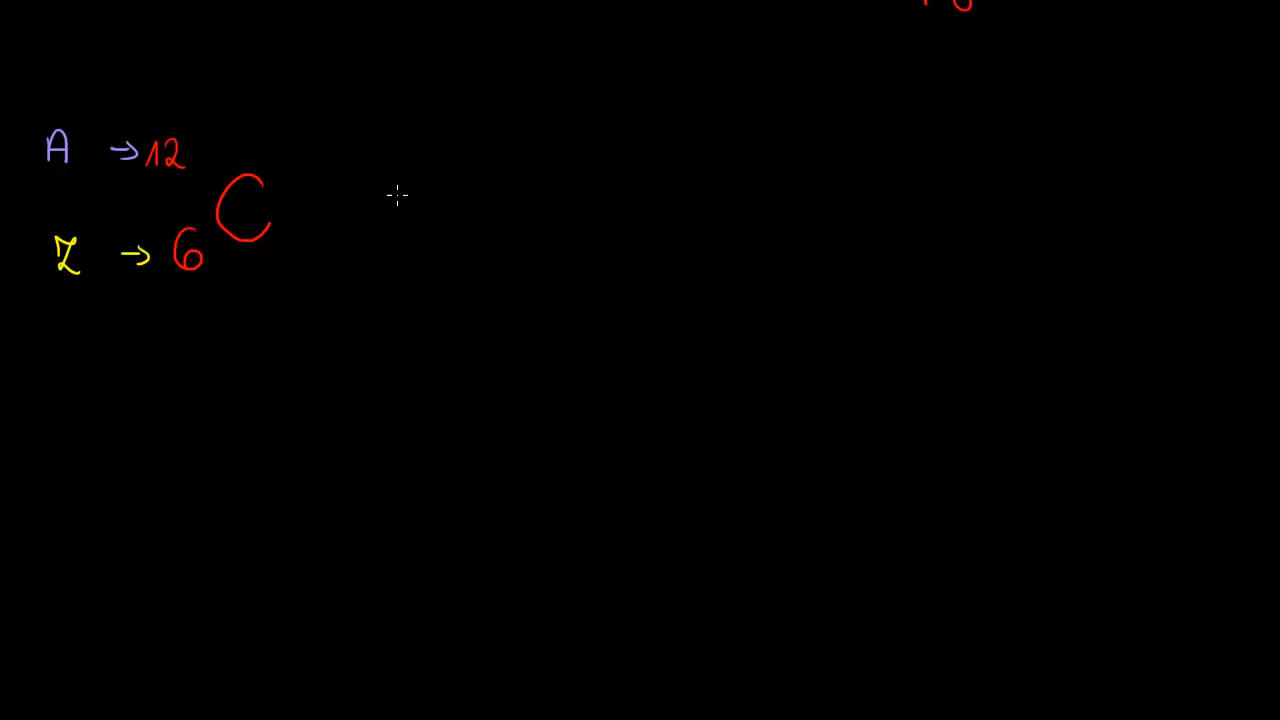 A → 12
C
Z → 6